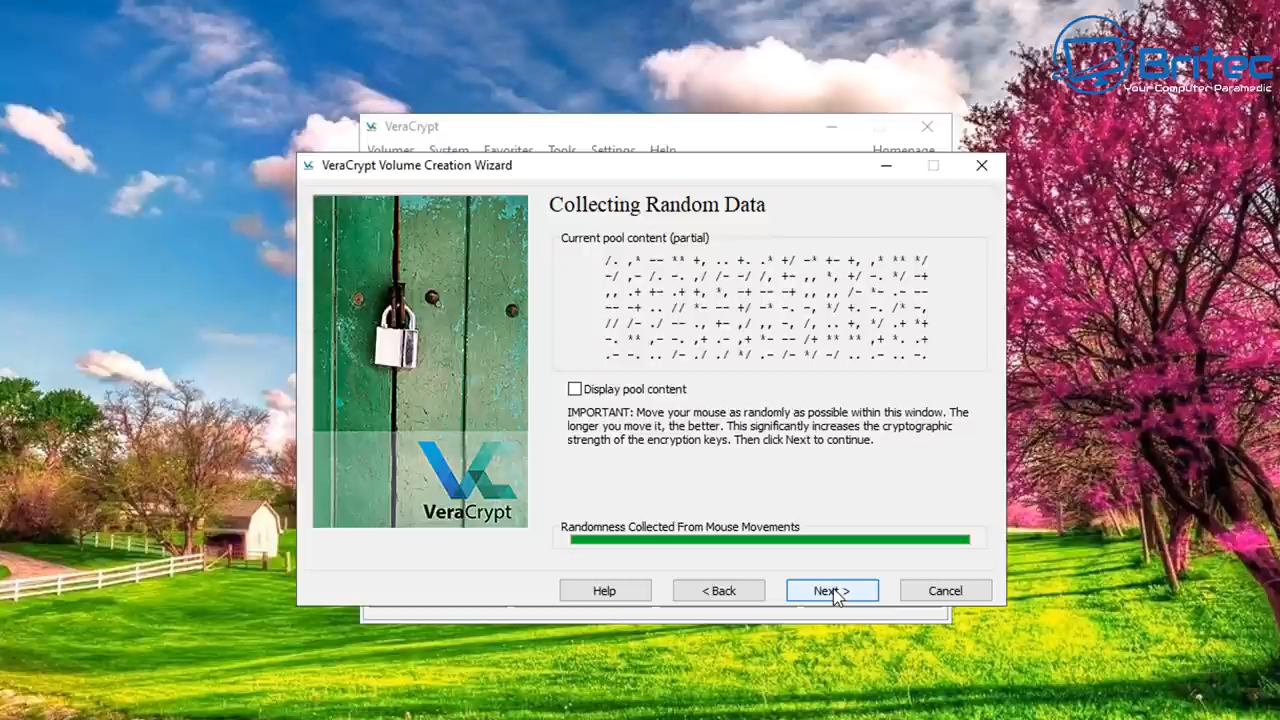 Britec
Your Computer Paramedic
VeraCrypt
Volumes System Favorites Tools Settings Help Homepage
VeraCrypt Volume Creation Wizard
Collecting Random Data
Current pool content (partial)
/. ,* -- ** +, .. +. .* +/ -* +- +, ,* ** */
-/ ,- /. -. ,/ /- -/ /, +- ,, *, +/ -. */ -+
,, .+ +- .+ +, *, -+ -- -+ ,, ,, /- *- .- --
-- -+ .. // *- -- +/ -* -. -, */ +. -. /* -,
// /- ./ -- ., +- ,/ ,, -, /, .. +, */ .+ *+
-. ** ,- -. ,+ .- ,+ *- -- /+ ** ** ,+ *. .+
.- -. .. /- ./ ./ */ .- /- */ -/ .. .- .. -.
Display pool content
IMPORTANT: Move your mouse as randomly as possible within this window. The
longer you move it, the better. This significantly increases the cryptographic
strength of the encryption keys. Then click Next to continue.
VeraCrypt
Randomness Collected From Mouse Movements
Help
< Back
Next >
Cancel